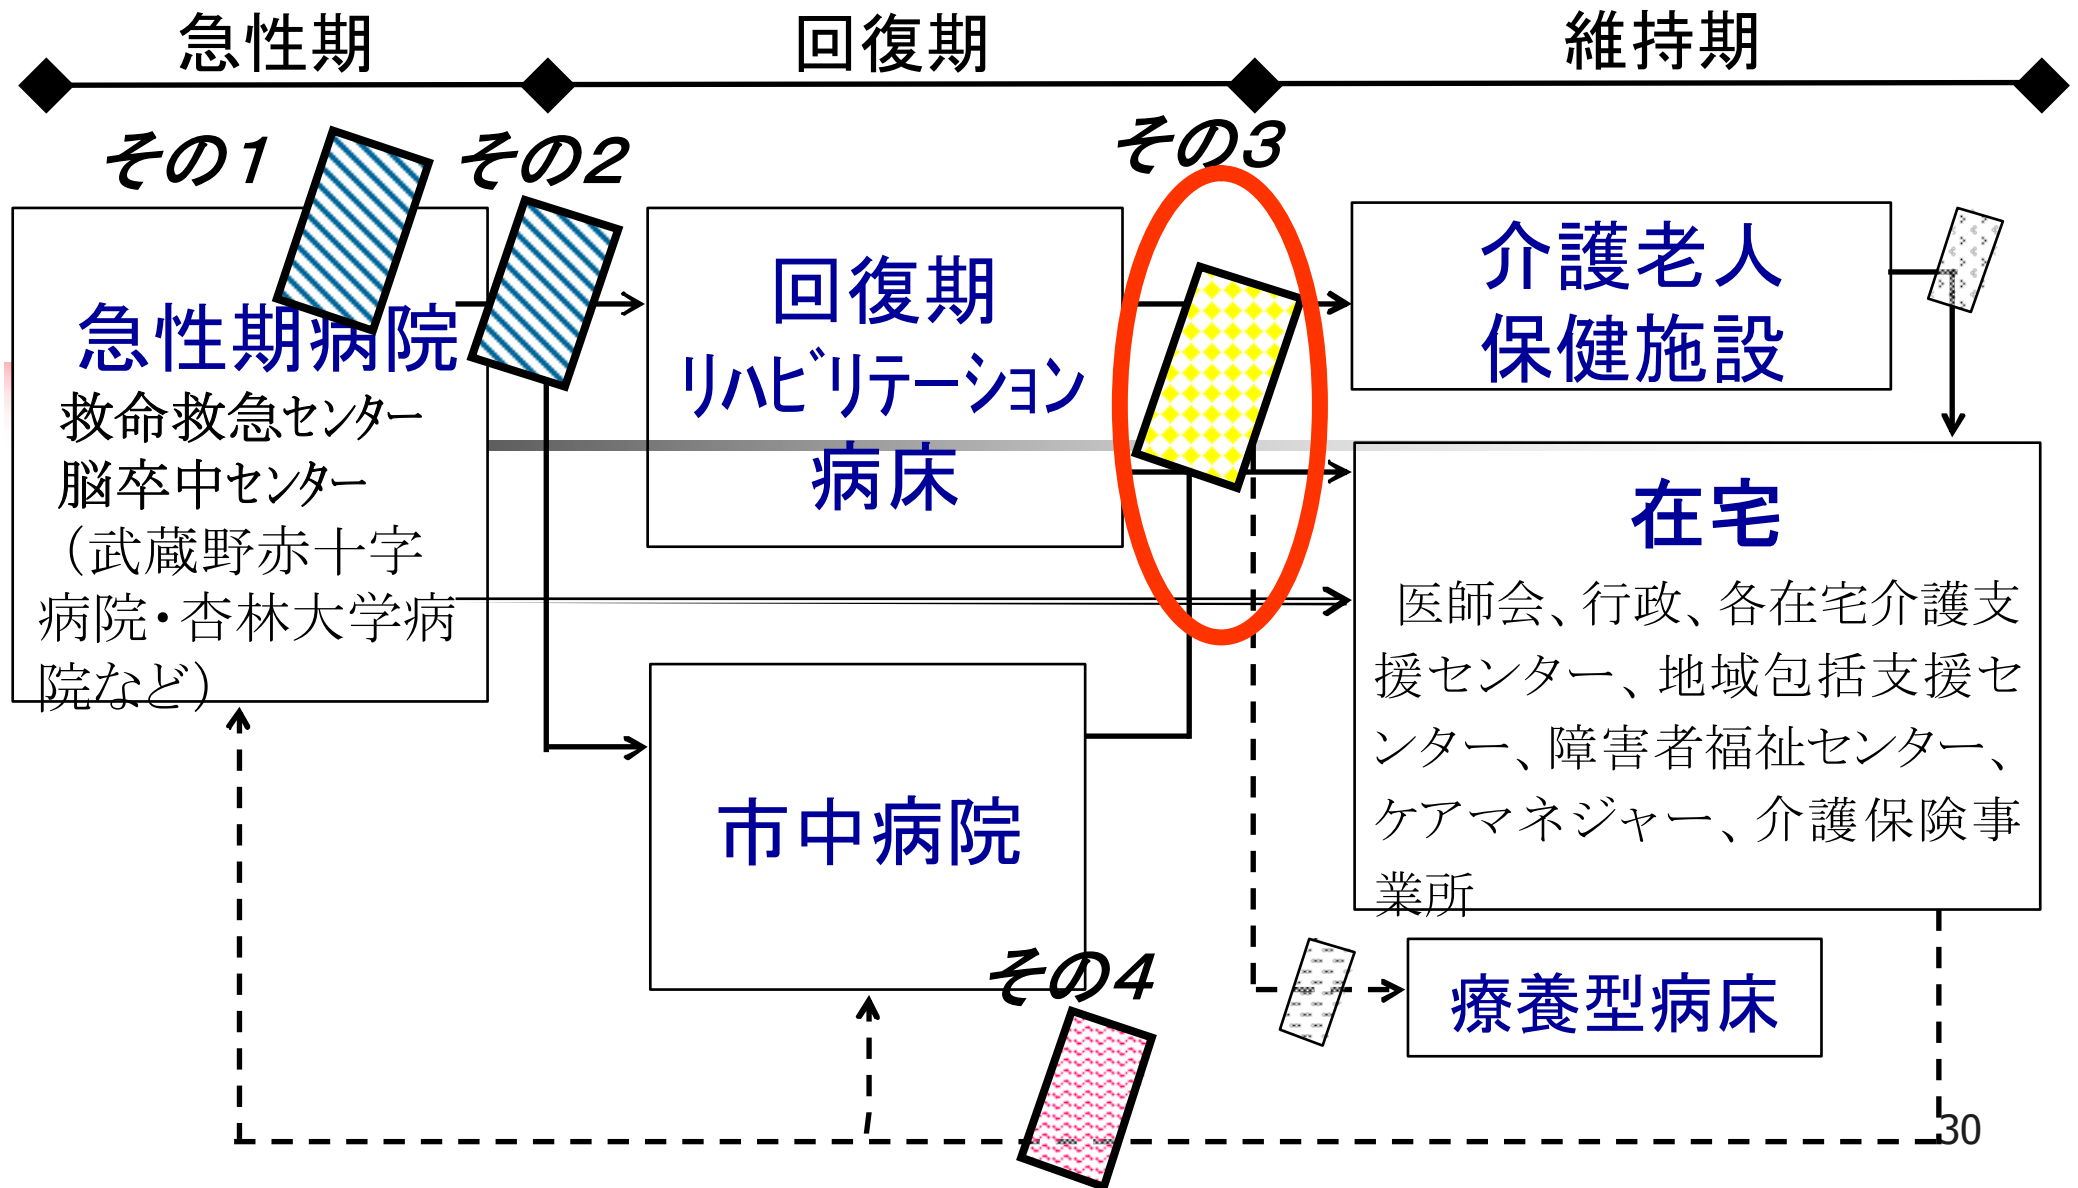 急性期
回復期
維持期
その1
その2
その3
急性期病院
救命救急センター
脳卒中センター
（武蔵野赤十字
病院・杏林大学病
院など）
回復期
リハビリテーション
病床
市中病院
介護老人
保健施設
在宅
医師会、行政、各在宅介護支
援センター、地域包括支援セ
ンター、障害者福祉センター、
ケアマネジャー、介護保険事
業所
その4
療養型病床
30